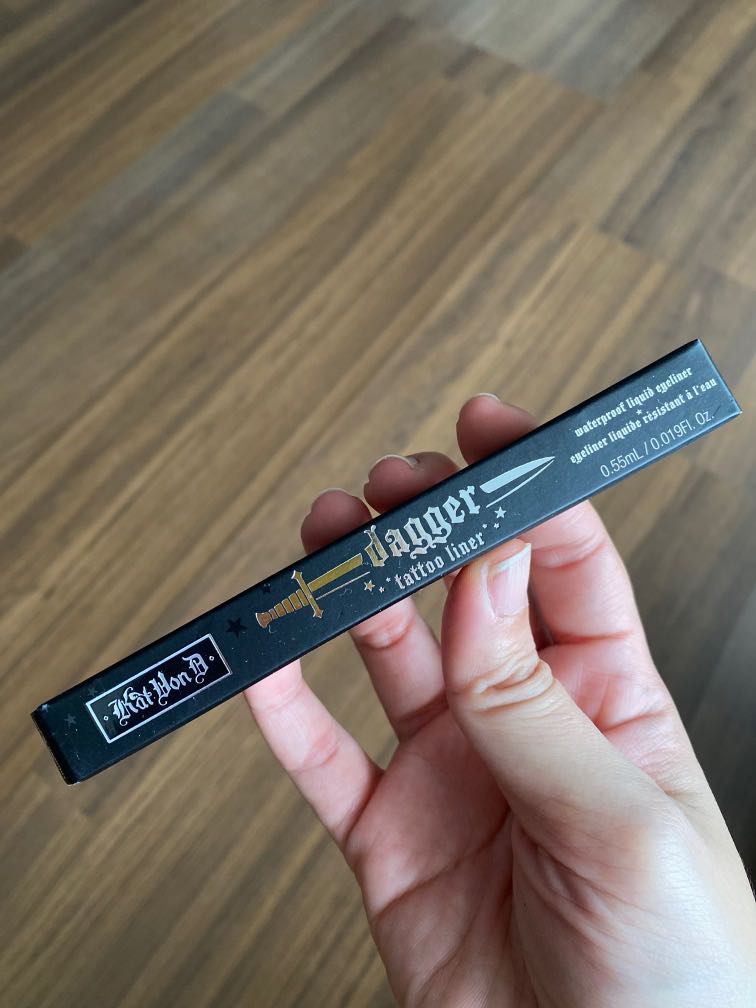 Kat Von D
dagger
tattoo liner
waterproof liquid eyeliner
eyeliner liquide résistant à l'eau
0.55mL / 0.019Fl. Oz.